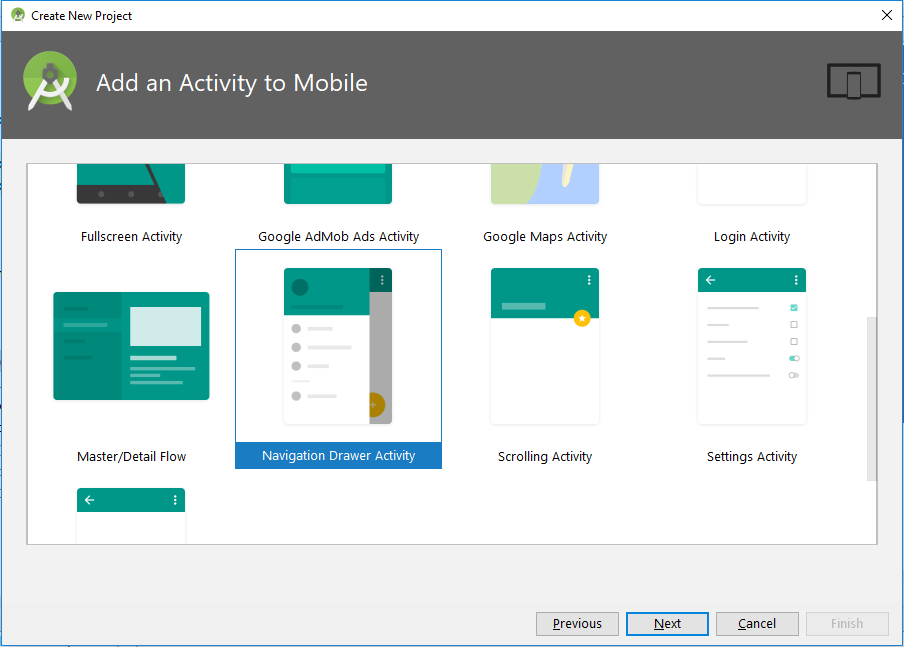 Create New Project
Add an Activity to Mobile
Fullscreen Activity
Google AdMob Ads Activity
Google Maps Activity
Login Activity
Master/Detail Flow
Navigation Drawer Activity
Scrolling Activity
Settings Activity
Previous
Next
Cancel
Finish